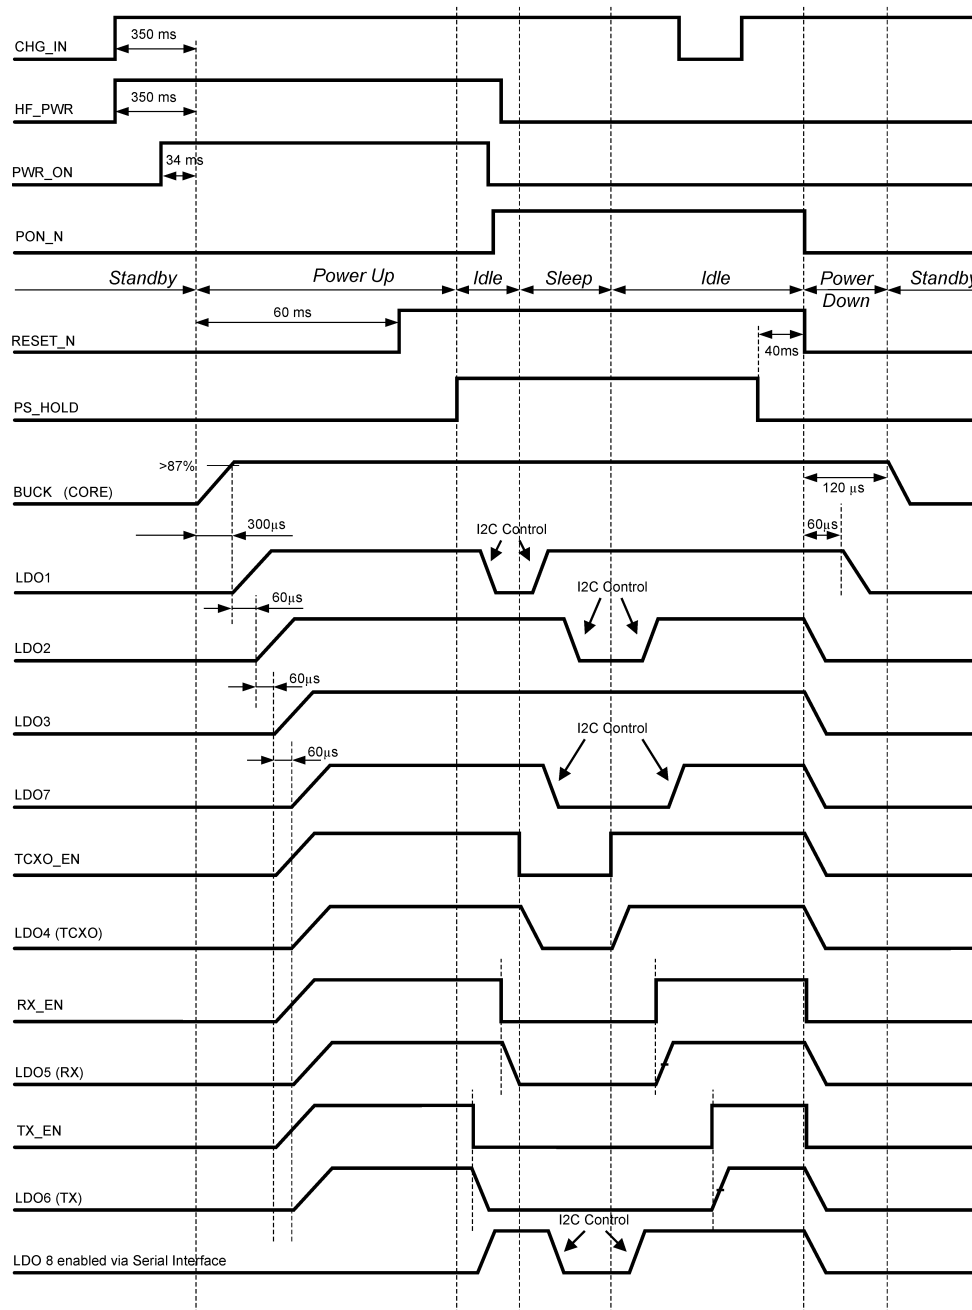 350 ms
CHG_IN
350 ms
HF_PWR
34 ms
PWR_ON
PON_N
Standby Power Up Idle Sleep Idle Power Down Standby
60 ms
RESET_N
40ms
PS_HOLD
>87%
BUCK (CORE)
120 µs
300µs
I2C Control
60µs
LDO1
I2C Control
60µs
LDO2
60µs
LDO3
I2C Control
60µs
LDO7
TCXO_EN
LDO4 (TCXO)
RX_EN
LDO5 (RX)
TX_EN
LDO6 (TX)
I2C Control
LDO 8 enabled via Serial Interface